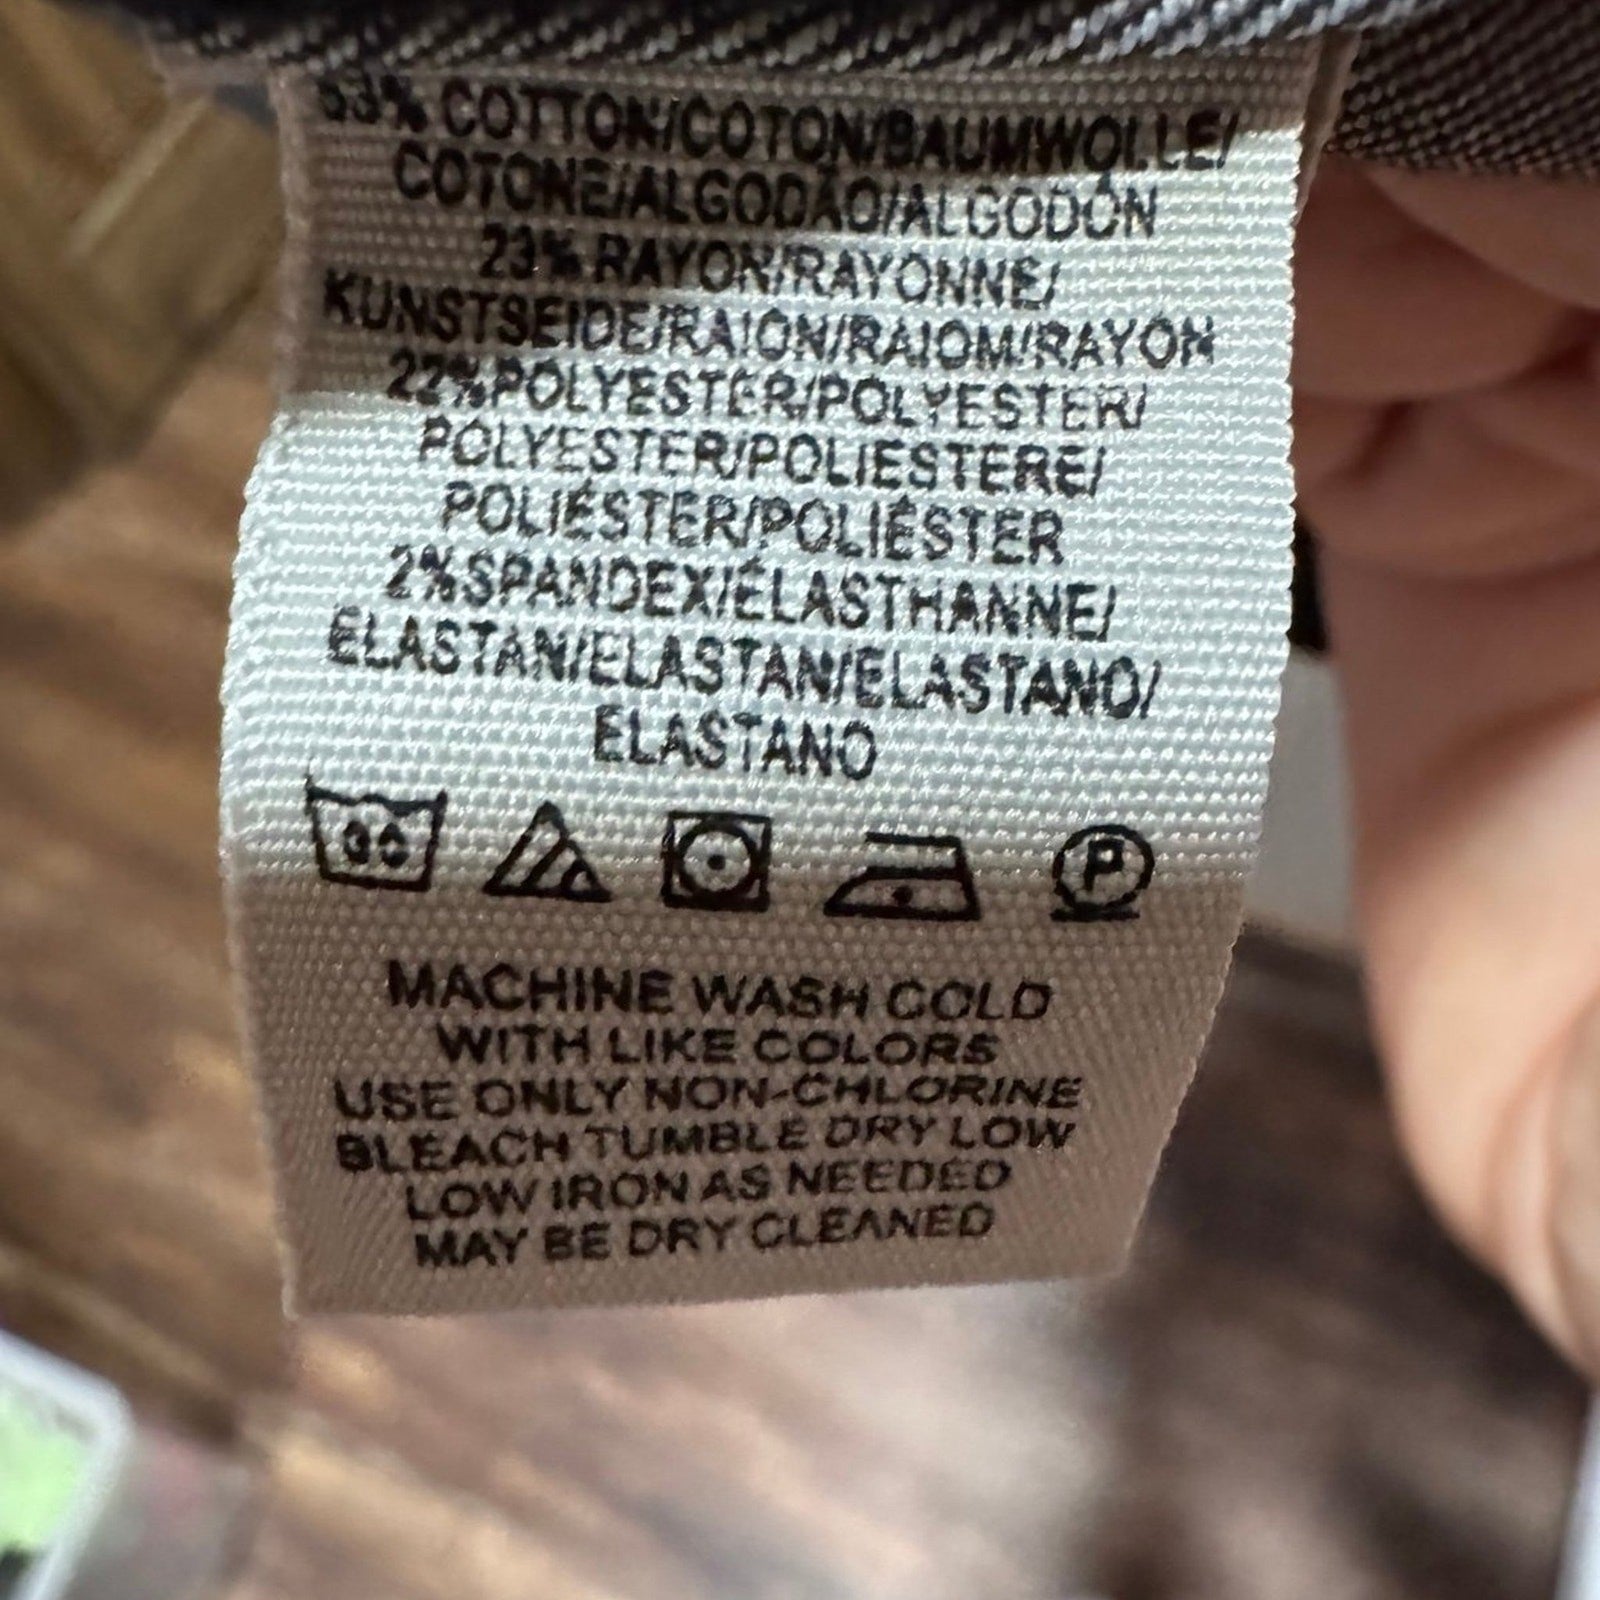 53% COTTON/COTON/BAUMWOLLE/
COTONE/ALGODÃO/ALGODÓN
23% RAYON/RAYONNE/
KUNSTSEIDE/RAION/RAIOM/RAYÓN
22%POLYESTER/POLYESTER/
POLYESTER/POLIESTERE/
POLIÉSTER/POLIÉSTER
2%SPANDEX/ÉLASTHANNE/
ELASTAN/ELASTAN/ELASTANO/
ELASTANO
P
MACHINE WASH COLD
WITH LIKE COLORS
USE ONLY NON-CHLORINE
BLEACH TUMBLE DRY LOW
LOW IRON AS NEEDED
MAY BE DRY CLEANED